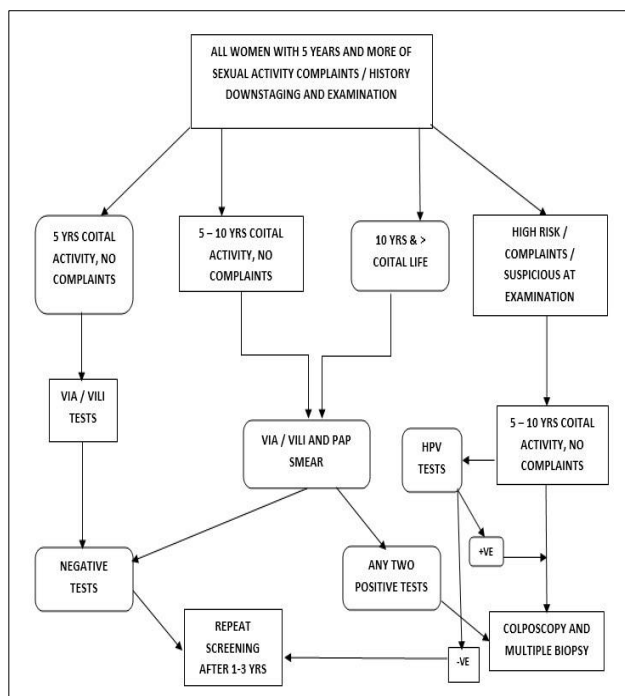 ALL WOMEN WITH 5 YEARS AND MORE OF
SEXUAL ACTIVITY COMPLAINTS / HISTORY
DOWNSTAGING AND EXAMINATION
5 YRS COITAL
ACTIVITY, NO
COMPLAINTS
5 – 10 YRS COITAL
ACTIVITY, NO
COMPLAINTS
10 YRS & >
COITAL LIFE
HIGH RISK /
COMPLAINTS /
SUSPICIOUS AT
EXAMINATION
VIA / VILI
TESTS
VIA / VILI AND PAP
SMEAR
HPV
TESTS
5 – 10 YRS COITAL
ACTIVITY, NO
COMPLAINTS
+VE
NEGATIVE
TESTS
ANY TWO
POSITIVE TESTS
REPEAT
SCREENING
AFTER 1-3 YRS
-VE
COLPOSCOPY AND
MULTIPLE BIOPSY